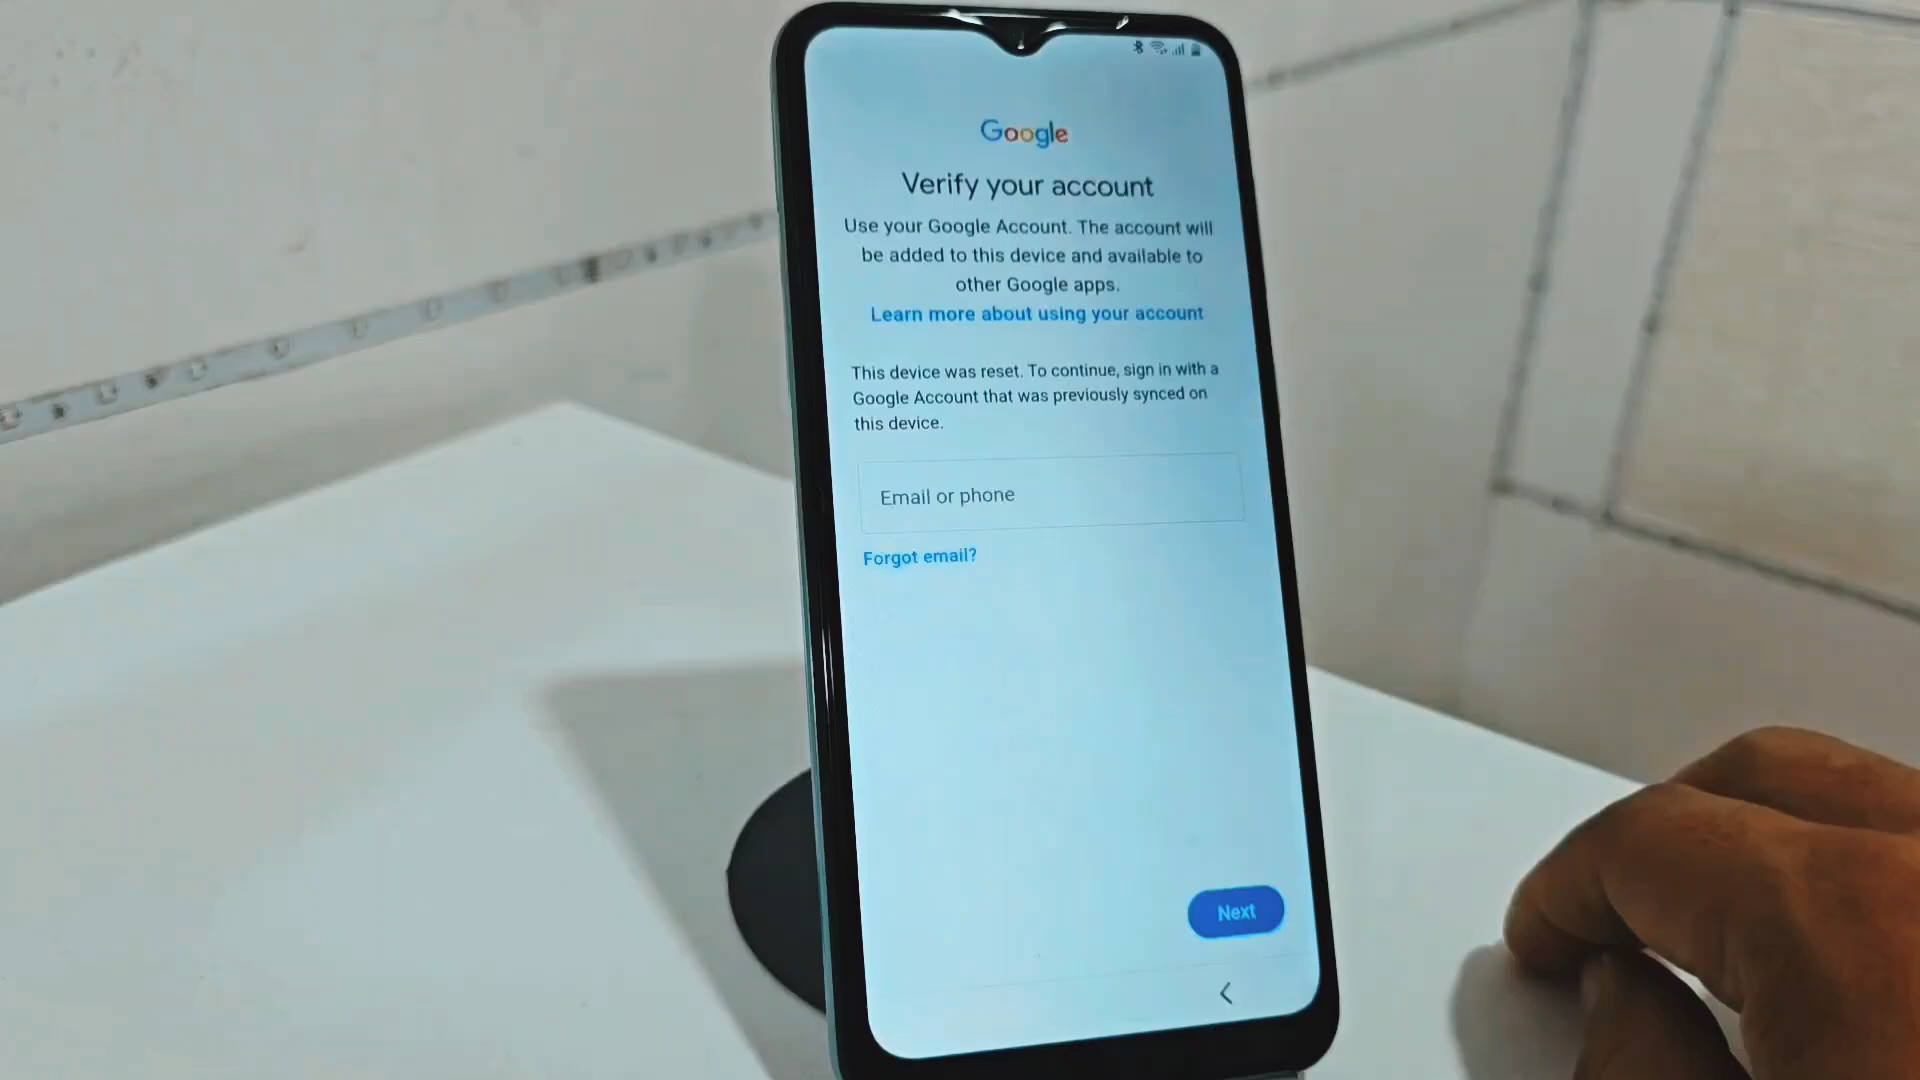 Google
Verify your account
Use your Google Account. The account will
be added to this device and available to
other Google apps.
Learn more about using your account
This device was reset. To continue, sign in with a
Google Account that was previously synced on
this device.
Email or phone
Forgot email?
Next